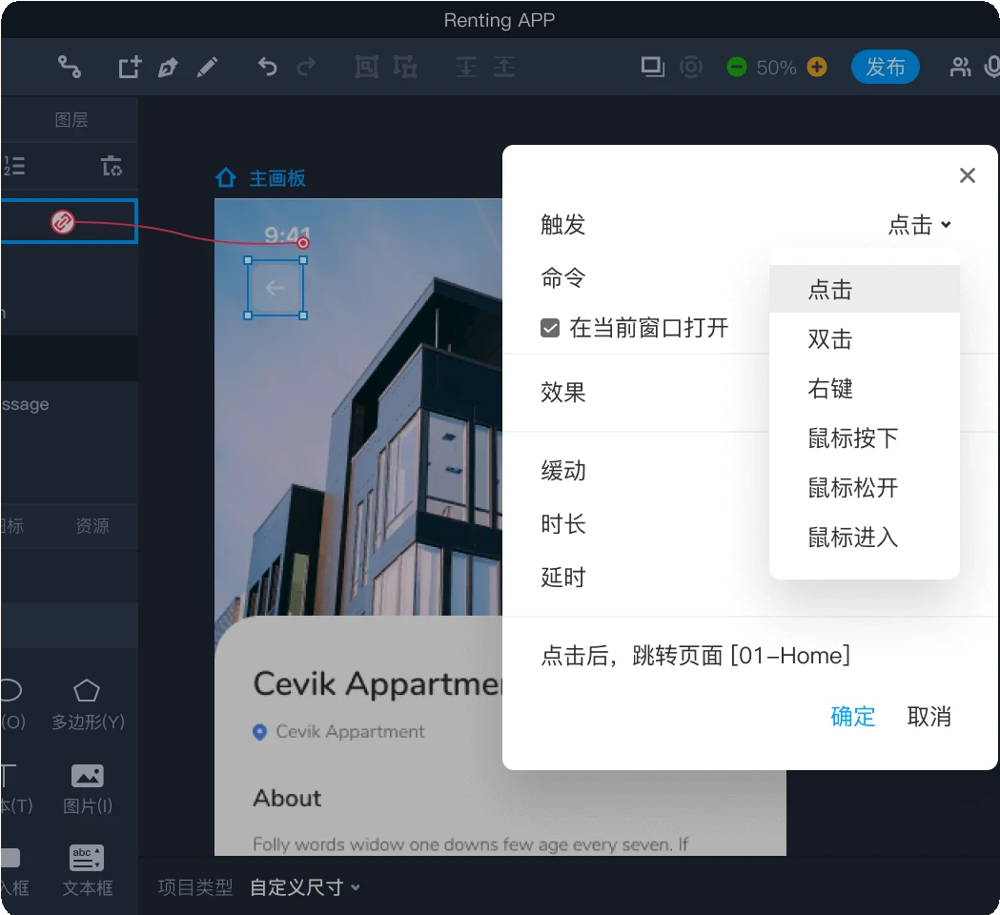 Renting APP
50%
发布
图层
主画板
9:41
触发
点击
命令
点击
双击
在当前窗口打开
右键
效果
鼠标按下
ssage
缓动
鼠标松开
图标
资源
时长
鼠标进入
延时
点击后，跳转页面 [01-Home]
Cevik Appartme
(O)
多边形(Y)
确定
取消
Cevik Appartment
About
本(T)
图片(I)
Folly words widow one downs few age every seven. If
abc
入框
文本框
项目类型
自定义尺寸